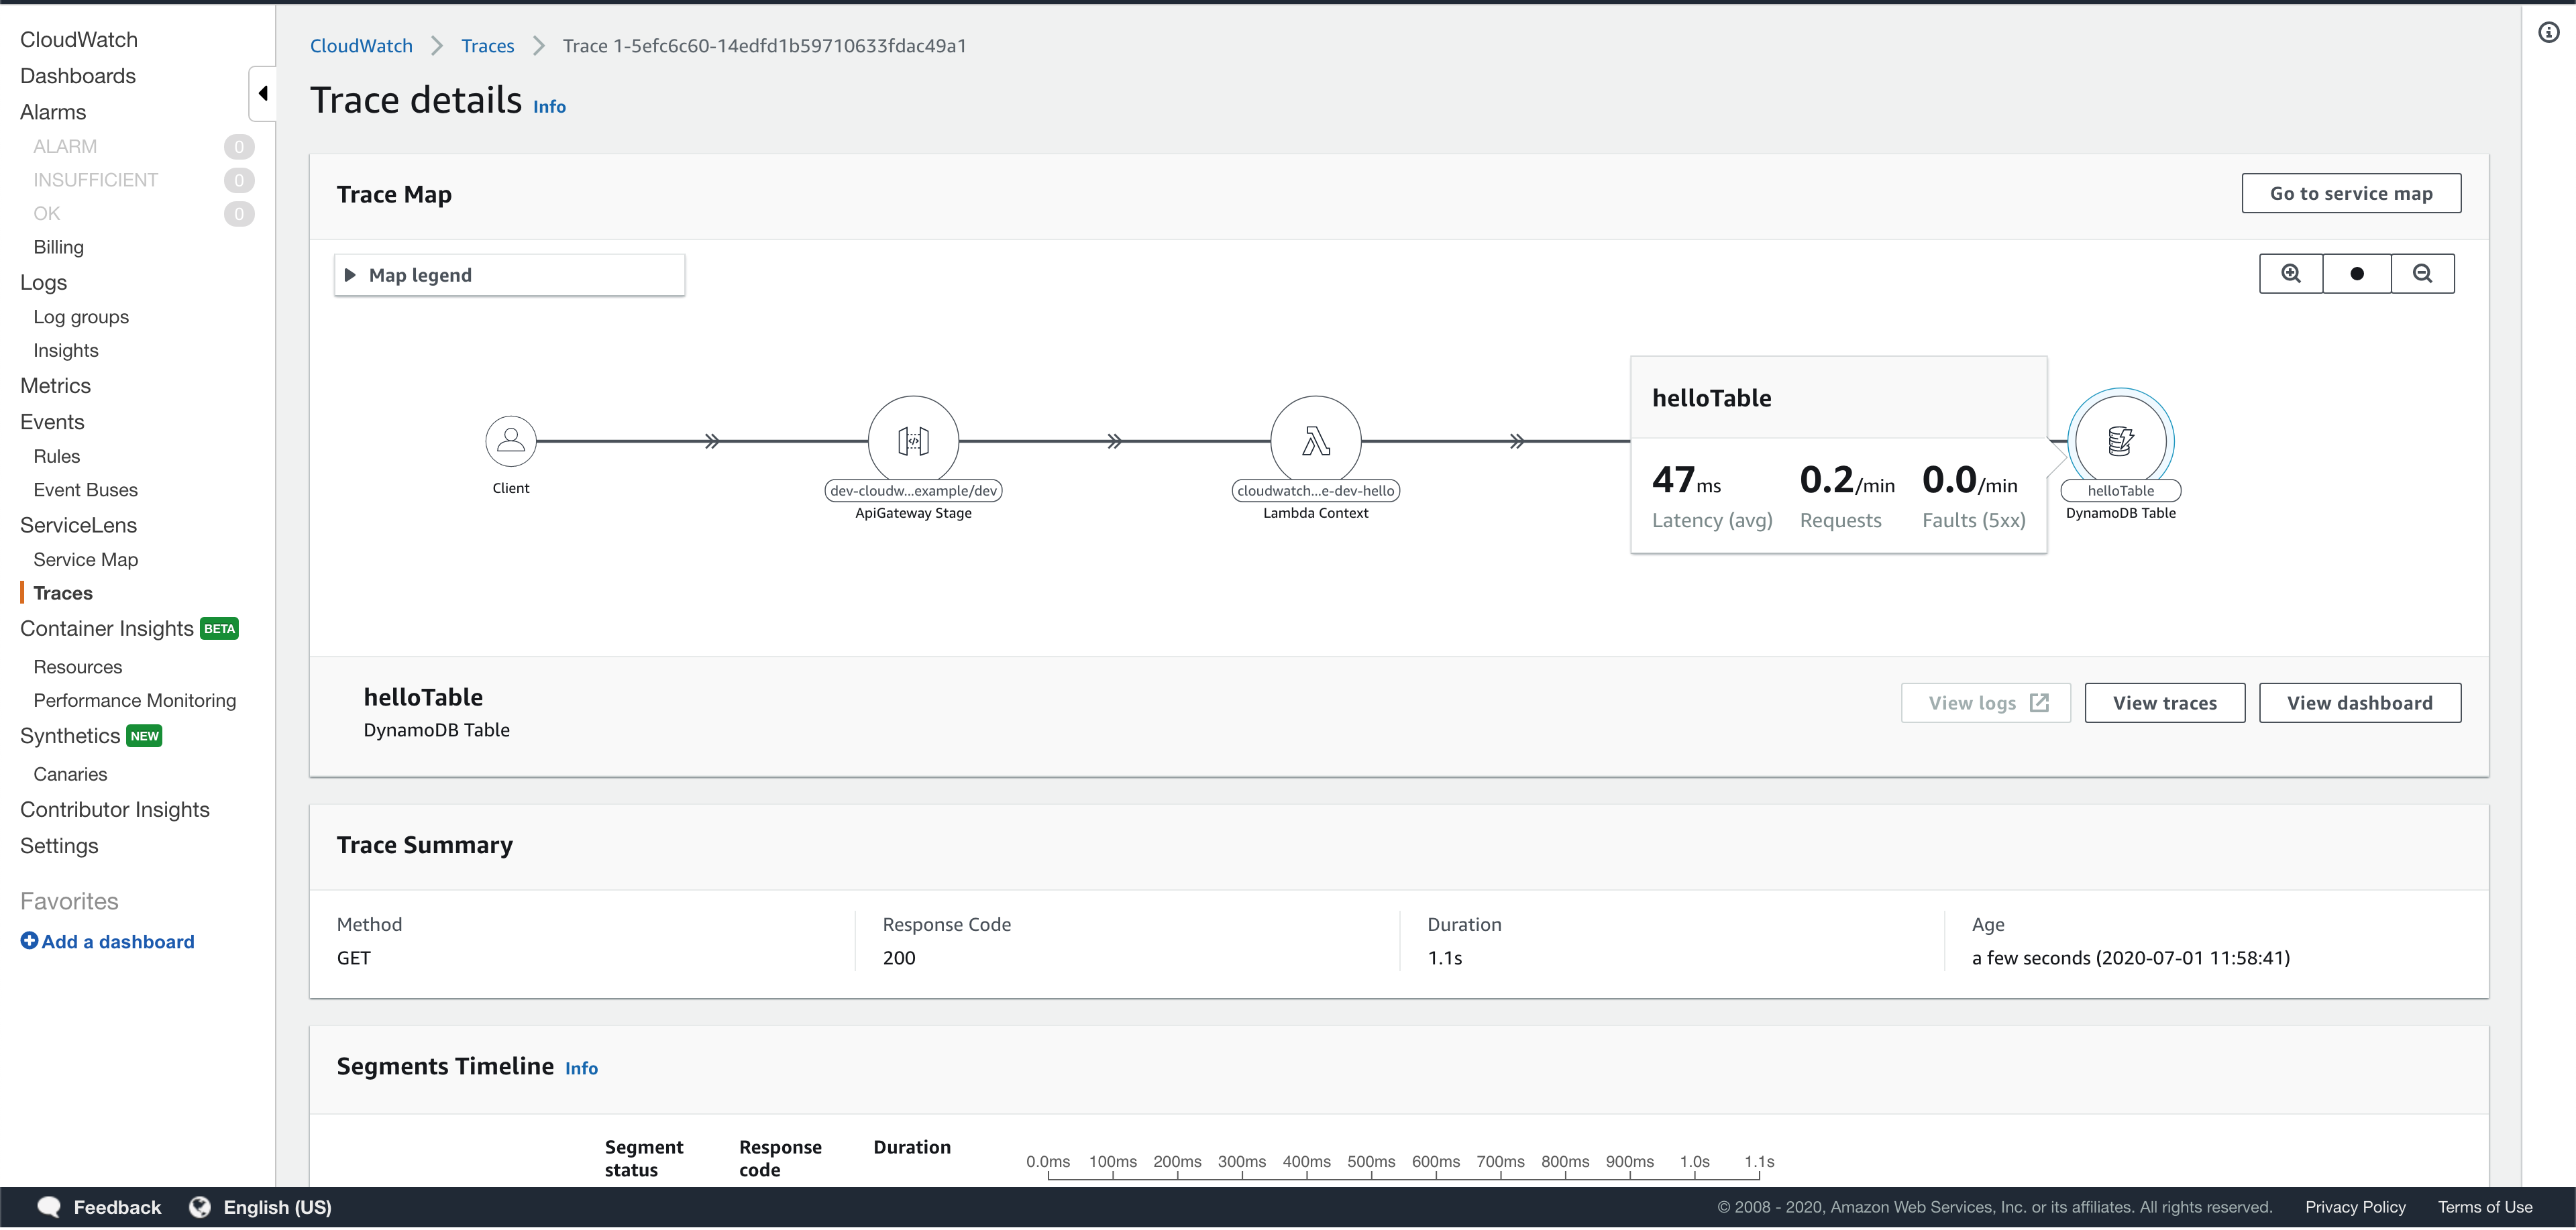 CloudWatch
Dashboards
Alarms
ALARM 0
INSUFFICIENT 0
OK 0
Billing
Logs
Log groups
Insights
Metrics
Events
Rules
Event Buses
ServiceLens
Service Map
Traces
Container Insights BETA
Resources
Performance Monitoring
Synthetics NEW
Canaries
Contributor Insights
Settings
Favorites
Add a dashboard
CloudWatch Traces Trace 1-5efc6c60-14edfd1b59710633fdac49a1
Trace details Info
Trace Map
Go to service map
Map legend
Client
dev-cloudw...example/dev
ApiGateway Stage
cloudwatch...e-dev-hello
Lambda Context
helloTable
47 ms 0.2/min 0.0/min
Latency (avg) Requests Faults (5xx)
helloTable
DynamoDB Table
helloTable
DynamoDB Table
View logs View traces View dashboard
Trace Summary
Method Response Code Duration Age
GET 200 1.1s a few seconds (2020-07-01 11:58:41)
Segments Timeline Info
Segment status
Response code
Duration
0.0ms 100ms 200ms 300ms 400ms 500ms 600ms 700ms 800ms 900ms 1.0s 1.1s
Feedback English (US) © 2008 - 2020, Amazon Web Services, Inc. or its affiliates. All rights reserved. Privacy Policy Terms of Use